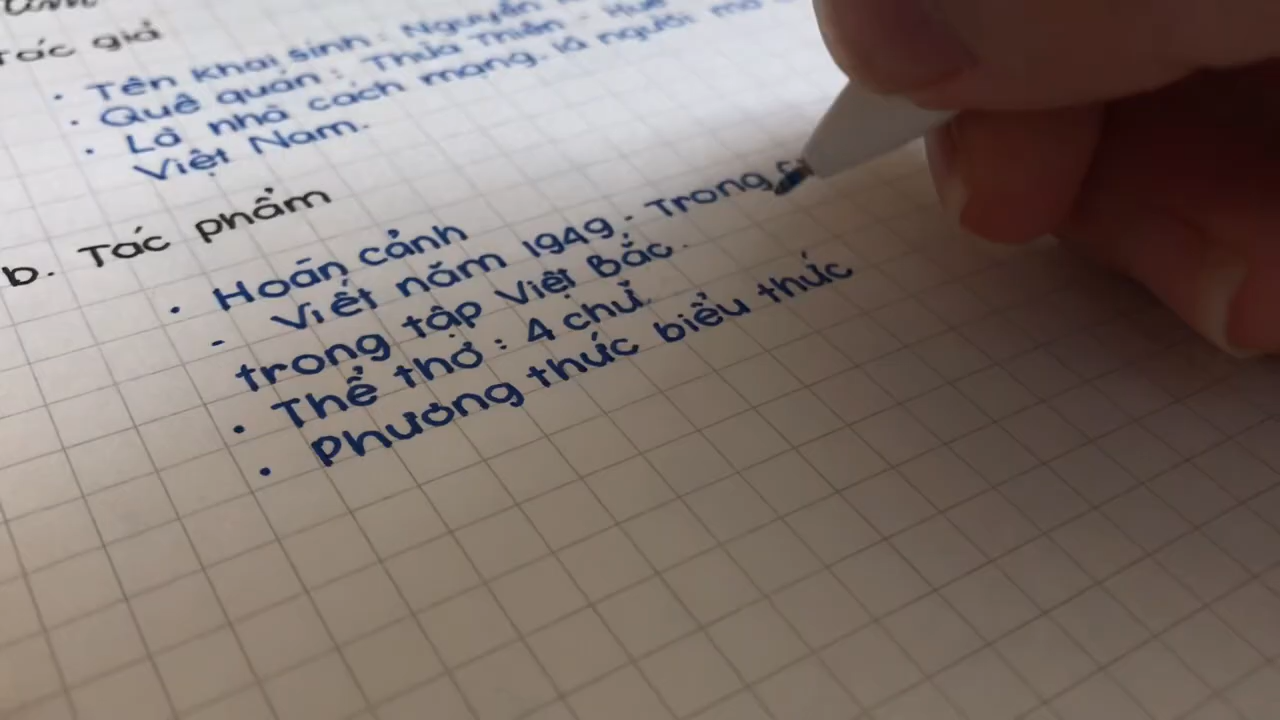 Tác giả
• Tên khai sinh : Nguyễn
• Quê quán : Thừa Thiên - Huế
• Là nhà cách mạng, là người mở
Việt Nam.
b. Tác phẩm
• Hoàn cảnh
- Viết năm 1949, : Trong
trong tập Việt Bắc.
• Thể thơ : 4 chữ
• Phương thức biểu thức